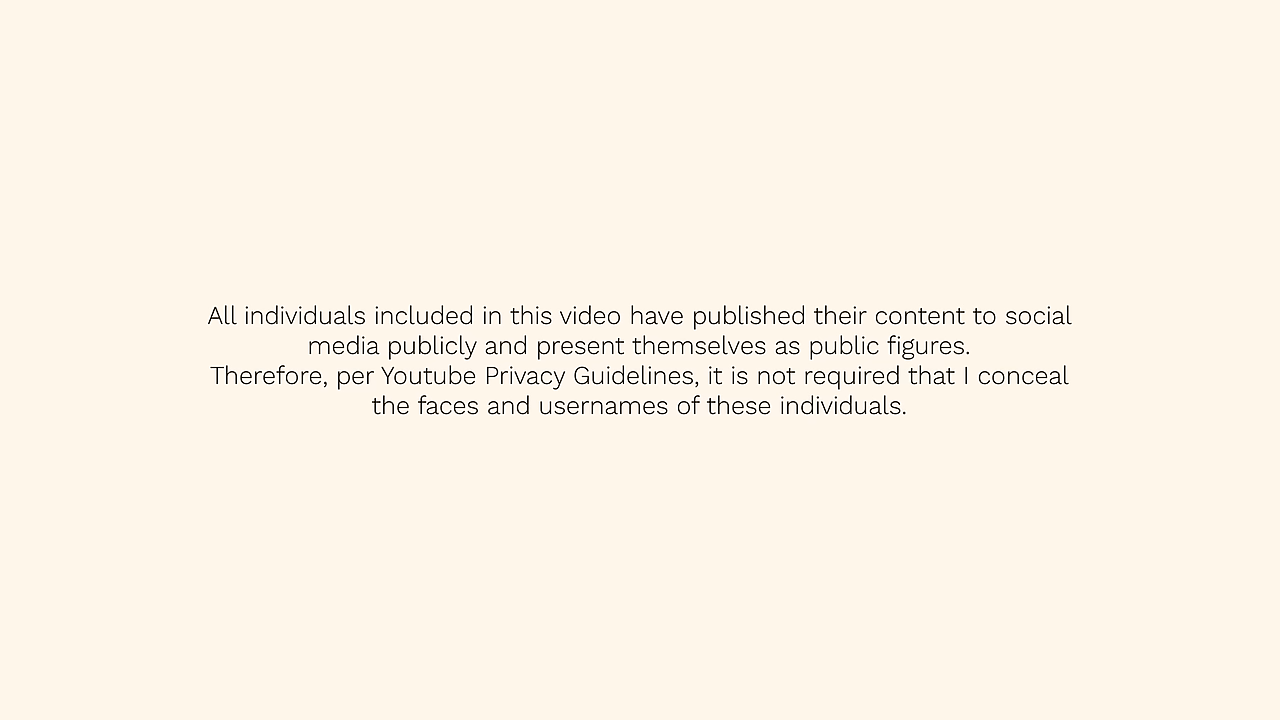 All individuals included in this video have published their content to social
media publicly and present themselves as public figures.
Therefore, per Youtube Privacy Guidelines, it is not required that I conceal
the faces and usernames of these individuals.